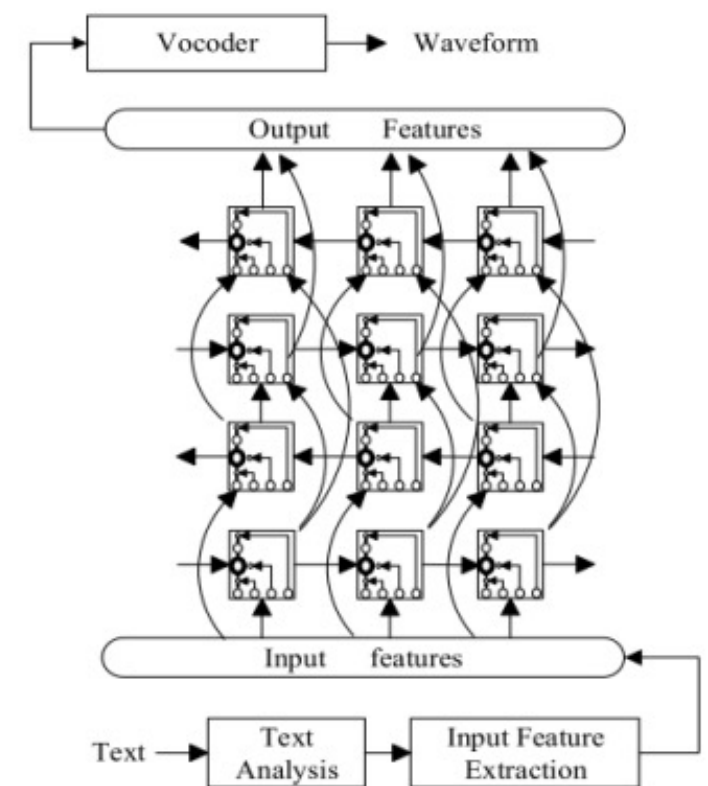 Vocoder
Waveform
Output Features
Input features
Text
Text
Analysis
Input Feature
Extraction